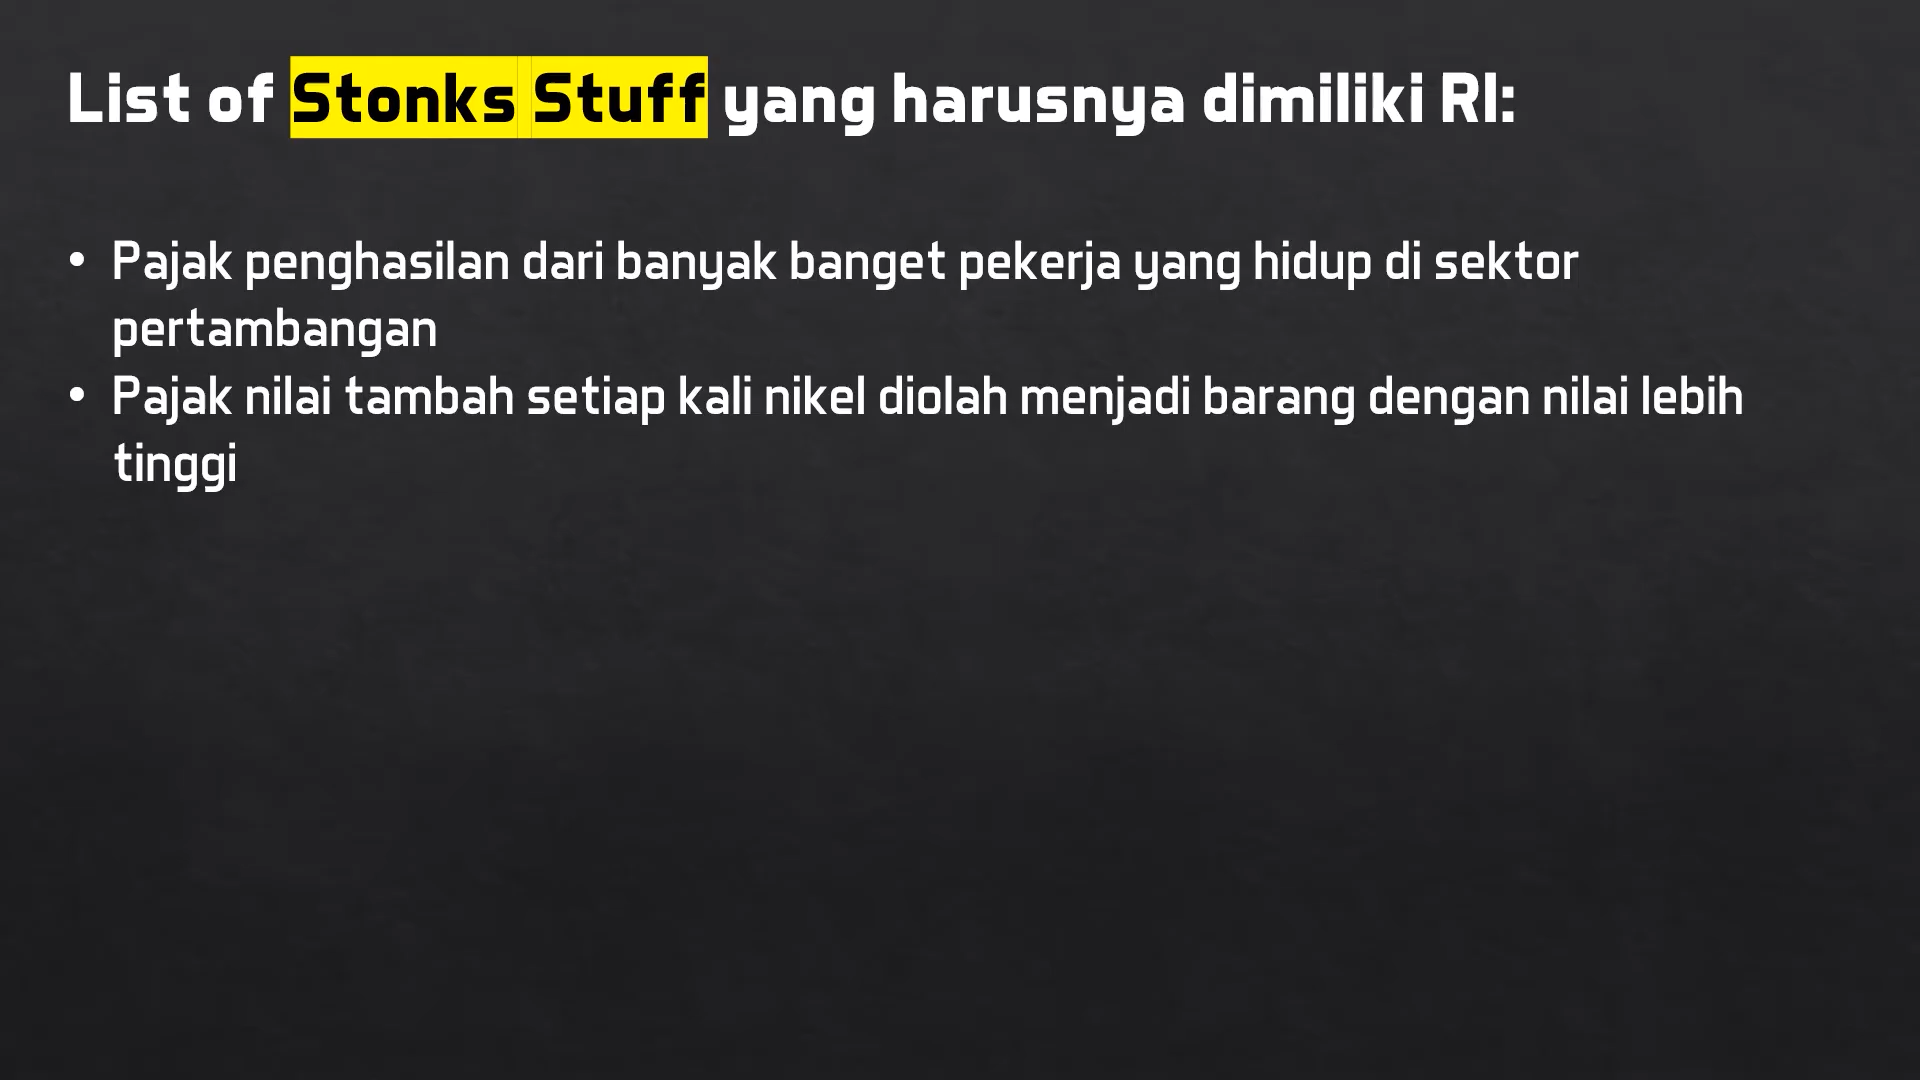 List of Stonks Stuff yang harusnya dimiliki RI:
• Pajak penghasilan dari banyak banget pekerja yang hidup di sektor
pertambangan
• Pajak nilai tambah setiap kali nikel diolah menjadi barang dengan nilai lebih
tinggi